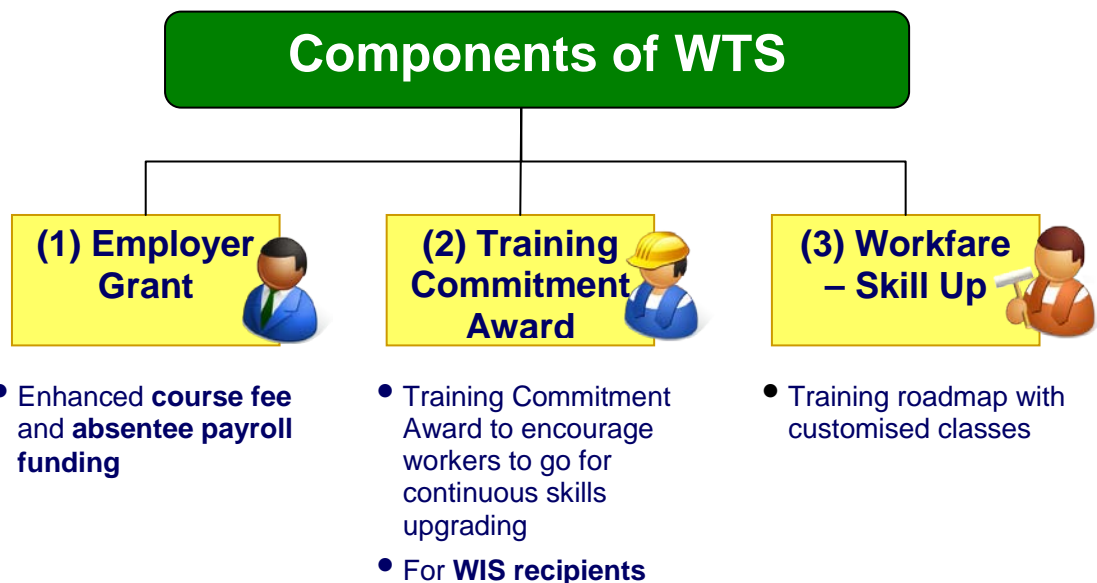 Components of WTS
(1) Employer
Grant
• Enhanced course fee
and absentee payroll
funding
(2) Training
Commitment
Award
• Training Commitment
Award to encourage
workers to go for
continuous skills
upgrading
• For WIS recipients
(3) Workfare
– Skill Up
• Training roadmap with
customised classes